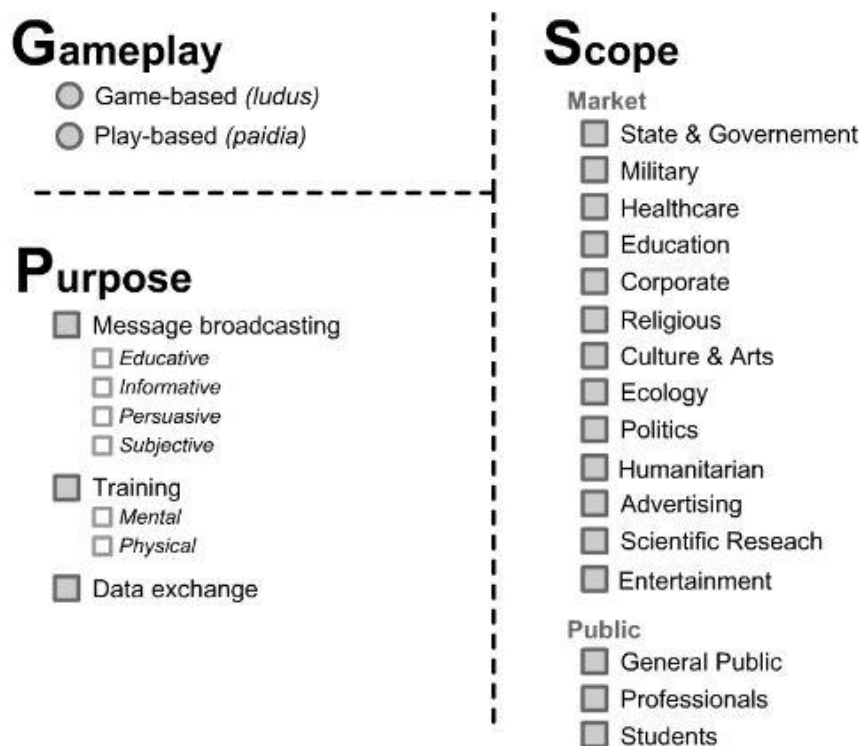 Gameplay
Game-based (ludus)
Play-based (paidia)
Purpose
Message broadcasting
Educative
Informative
Persuasive
Subjective
Training
Mental
Physical
Data exchange
Scope
Market
State & Governement
Military
Healthcare
Education
Corporate
Religious
Culture & Arts
Ecology
Politics
Humanitarian
Advertising
Scientific Reseach
Entertainment
Public
General Public
Professionals
Students